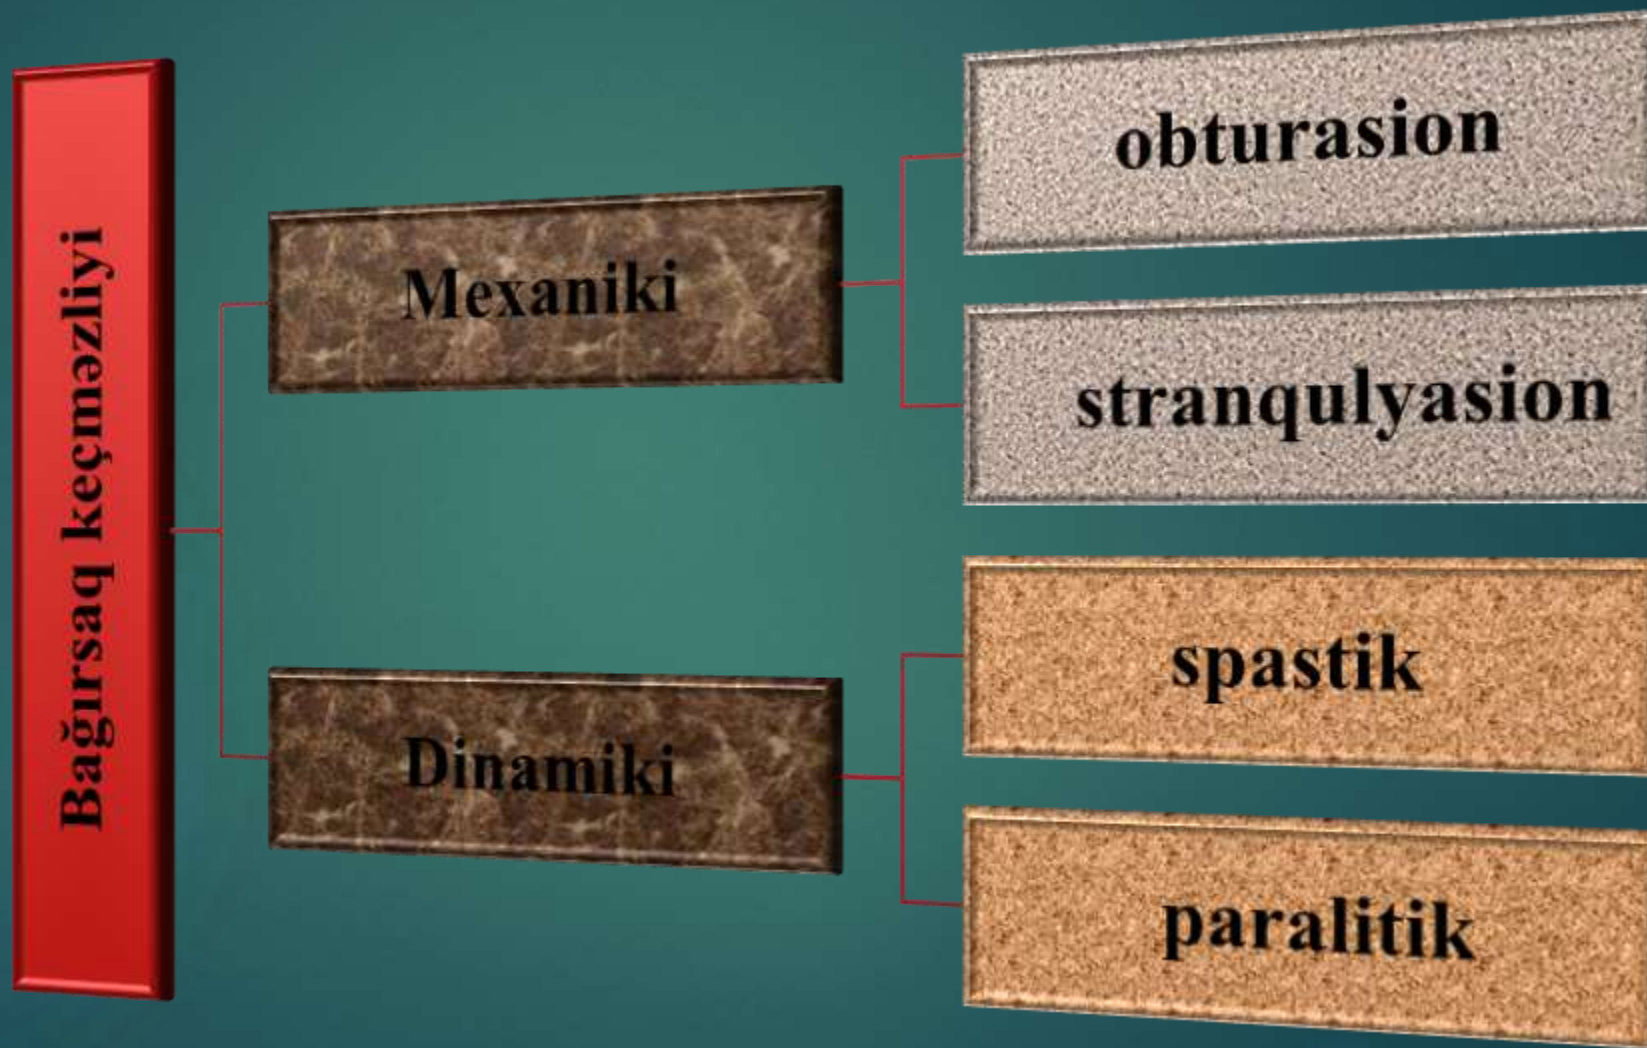 Bağırsaq keçməzliyi
Mexaniki
obturasion
stranqulyasion
Dinamiki
spastik
paralitik